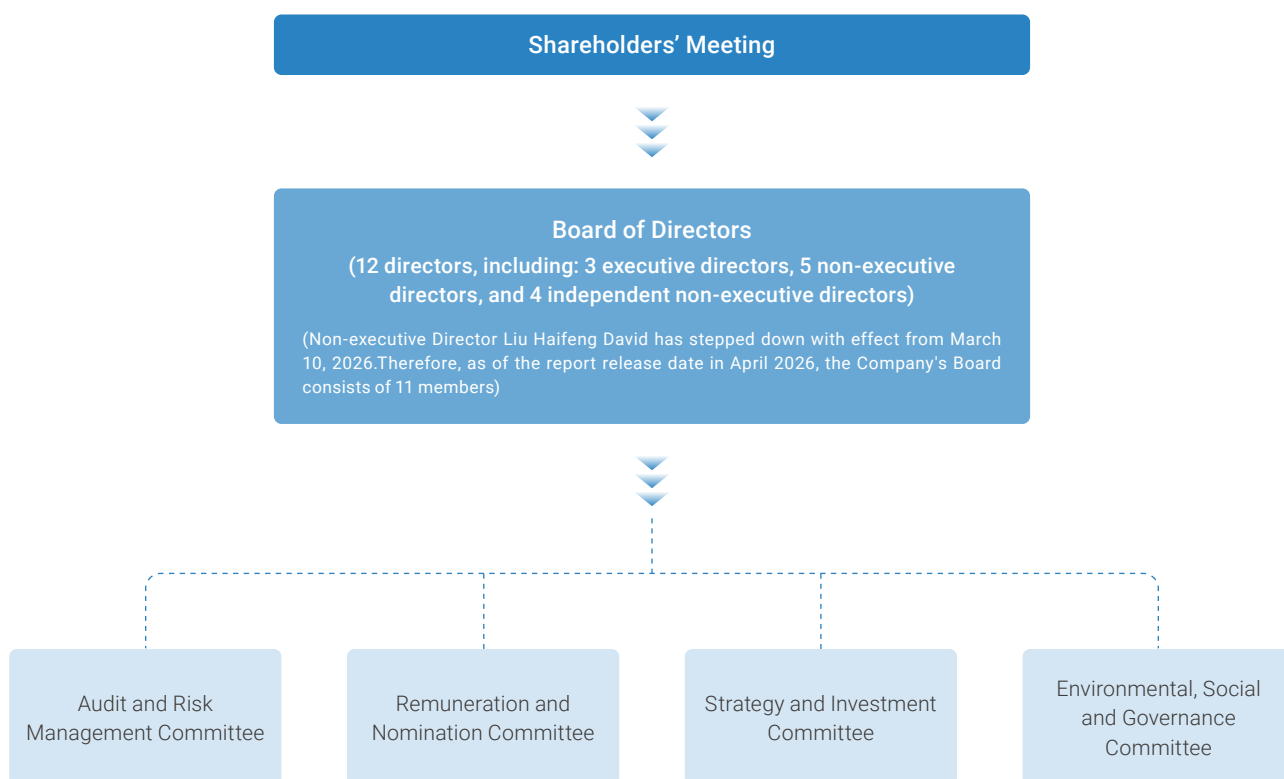 Shareholders’ Meeting
Board of Directors
(12 directors, including: 3 executive directors, 5 non-executive
directors, and 4 independent non-executive directors)
(Non-executive Director Liu Haifeng David has stepped down with effect from March
10, 2026.Therefore, as of the report release date in April 2026, the Company's Board
consists of 11 members)
Audit and Risk
Management Committee
Remuneration and
Nomination Committee
Strategy and Investment
Committee
Environmental, Social
and Governance
Committee